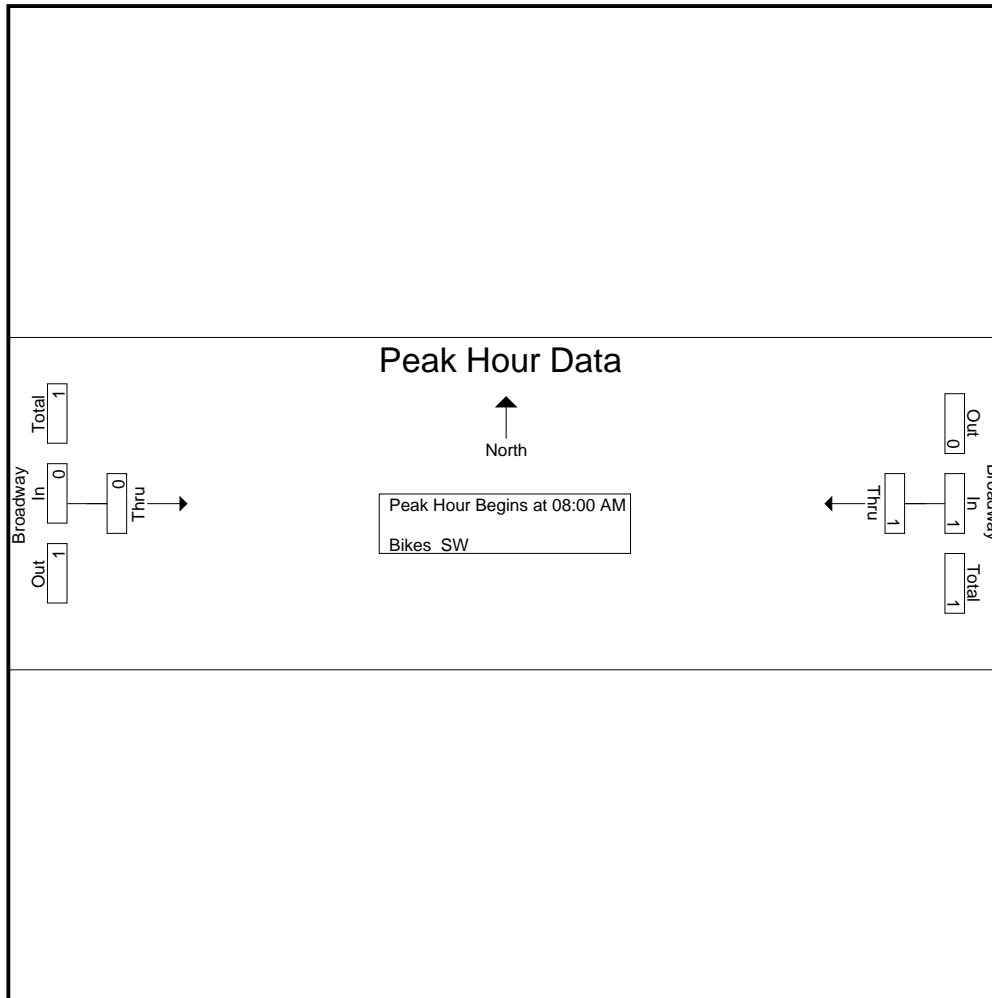 Peak Hour Data
North
Peak Hour Begins at 08:00 AM
Bikes SW
Broadway
Out
In
Total
1
0
1
Thru
0
Broadway
Out
In
Total
0
1
1
Thru
1